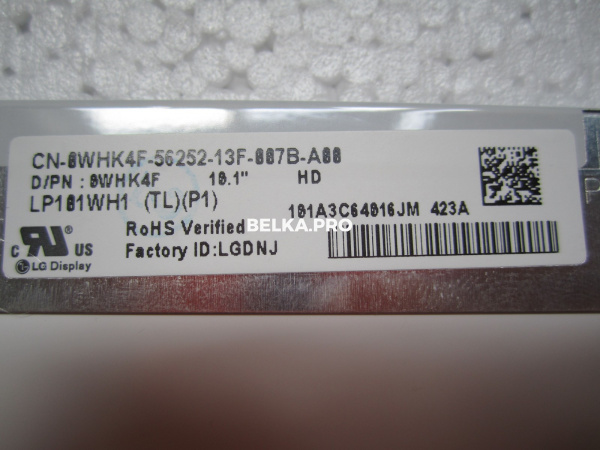 CN-0WHK4F-56252-13F-007B-A00
D/PN : 0WHK4F 10.1" HD
LP101WH1 (TL)(P1)
101A3C64016JM 423A
RoHS Verified
BELKA.PRO
Factory ID:LGDNJ
c RU US
LG Display
P